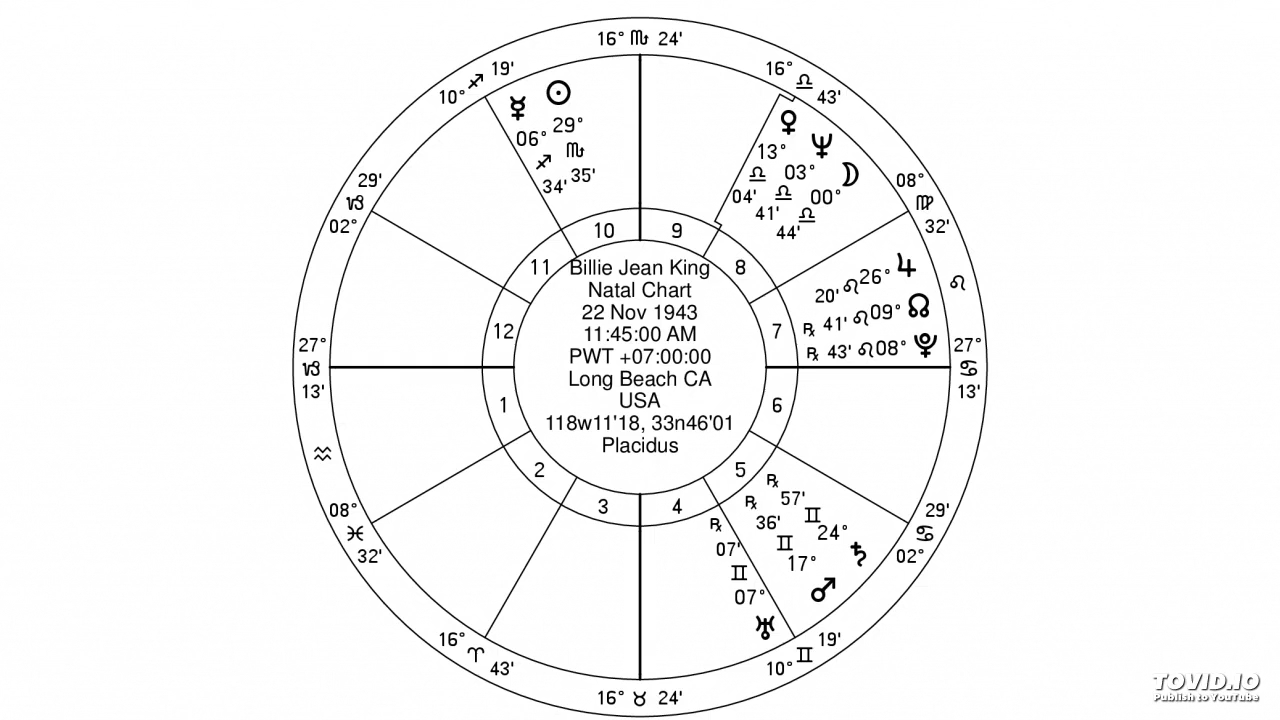 16° ♏ 24'
10° ♐ 19'
16° ♎ 43'
☿ ☉
06° 29°
♐ ♏
34' 35'
♀ ♆ ☽
13° 03° 00°
♎ ♎ ♎
04' 41' 44'
29'
♑
02°
08°
♍
32'
10 9
11 8
12 7
1 6
2 5
3 4
20' ♌ 26° ♃
℞ 41' ♌ 09° ☊
℞ 43' ♌ 08° ♇
♌
Billie Jean King
Natal Chart
22 Nov 1943
11:45:00 AM
PWT +07:00:00
Long Beach CA
USA
118w11'18, 33n46'01
Placidus
27°
♑
13'
27°
♋
13'
♒
℞ 57' ♊ 24° ♄
℞ 36' ♊ 17° ♂
℞ 07' ♊ 07° ♅
08°
♓
32'
29'
♋
02°
16° ♈ 43'
10° ♊ 19'
16° ♉ 24'
TOVID.IO
Publish to YouTube